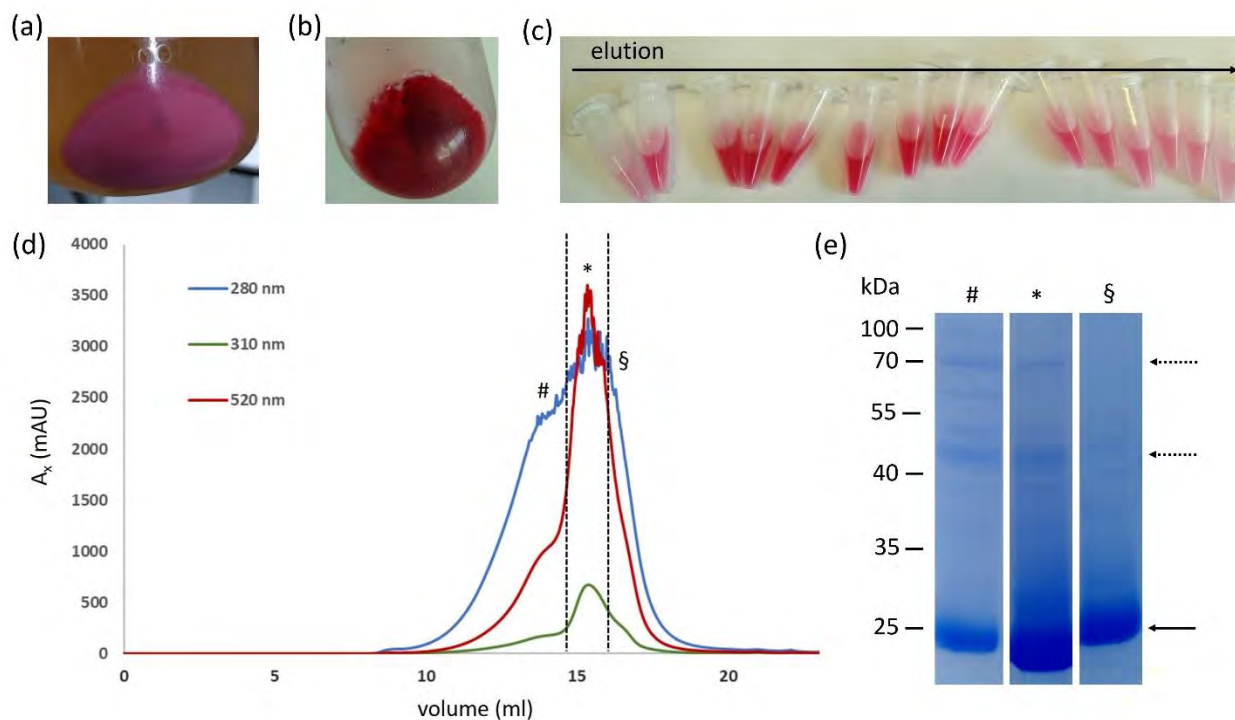 (a)
(b)
(c)
elution
(d)
4000
3500
3000
2500
2000
1500
1000
500
0
Aₓ (mAU)
280 nm
310 nm
520 nm
#
*
§
0
5
10
15
20
volume (ml)
(e)
kDa
# * §
100
70
55
40
35
25